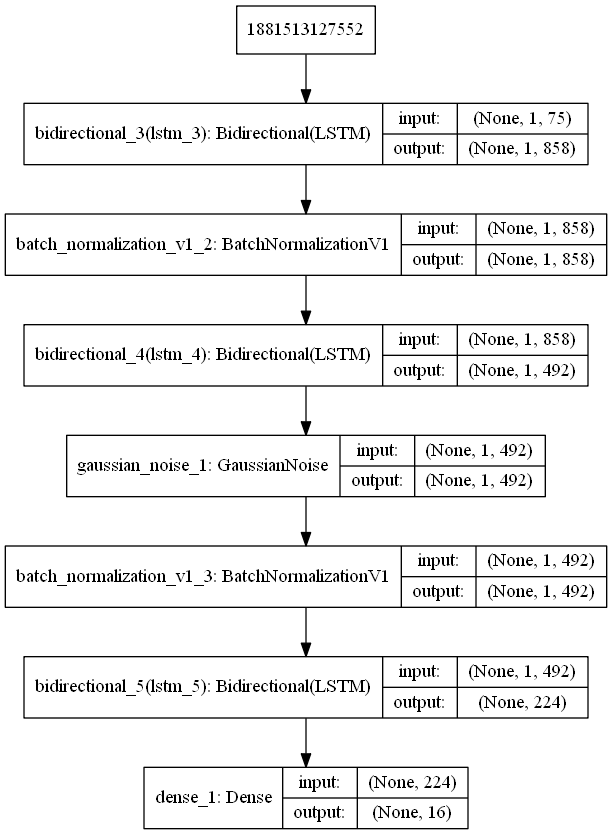 1881513127552
bidirectional_3(lstm_3): Bidirectional(LSTM)
input: (None, 1, 75)
output: (None, 1, 858)
batch_normalization_v1_2: BatchNormalizationV1
input: (None, 1, 858)
output: (None, 1, 858)
bidirectional_4(lstm_4): Bidirectional(LSTM)
input: (None, 1, 858)
output: (None, 1, 492)
gaussian_noise_1: GaussianNoise
input: (None, 1, 492)
output: (None, 1, 492)
batch_normalization_v1_3: BatchNormalizationV1
input: (None, 1, 492)
output: (None, 1, 492)
bidirectional_5(lstm_5): Bidirectional(LSTM)
input: (None, 1, 492)
output: (None, 224)
dense_1: Dense
input: (None, 224)
output: (None, 16)